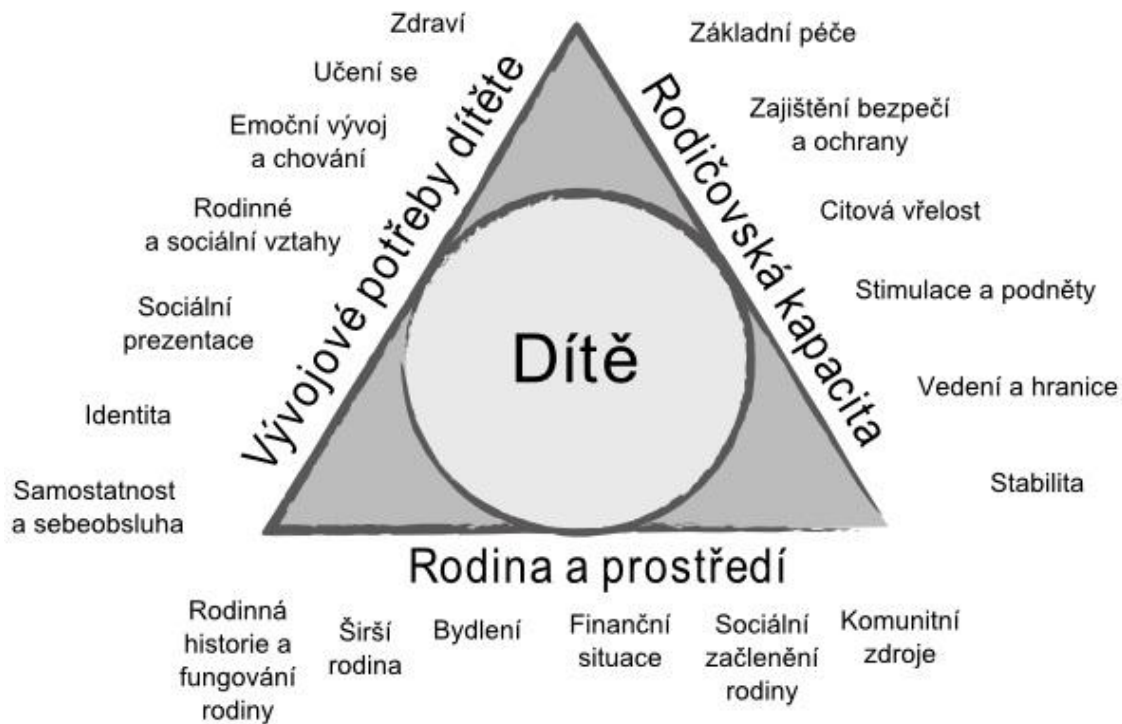 Zdraví
Učení se
Emoční vývoj
a chování
Rodinné
a sociální vztahy
Sociální
prezentace
Identita
Samostatnost
a sebeobsluha
Vývojové potřeby dítěte
Dítě
Rodičovská kapacita
Základní péče
Zajištění bezpečí
a ochrany
Citová vřelost
Stimulace a podněty
Vedení a hranice
Stabilita
Rodina a prostředí
Rodinná
historie a
fungování
rodiny
Širší
rodina
Bydlení
Finanční
situace
Sociální
začlenění
rodiny
Komunitní
zdroje